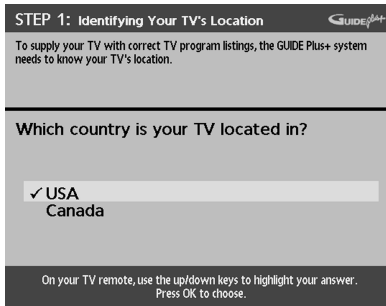 STEP 1: Identifying Your TV's Location
GUIDE plus+
To supply your TV with correct TV program listings, the GUIDE Plus+ system
needs to know your TV's location.
Which country is your TV located in?
✓ USA
Canada
On your TV remote, use the up/down keys to highlight your answer.
Press OK to choose.